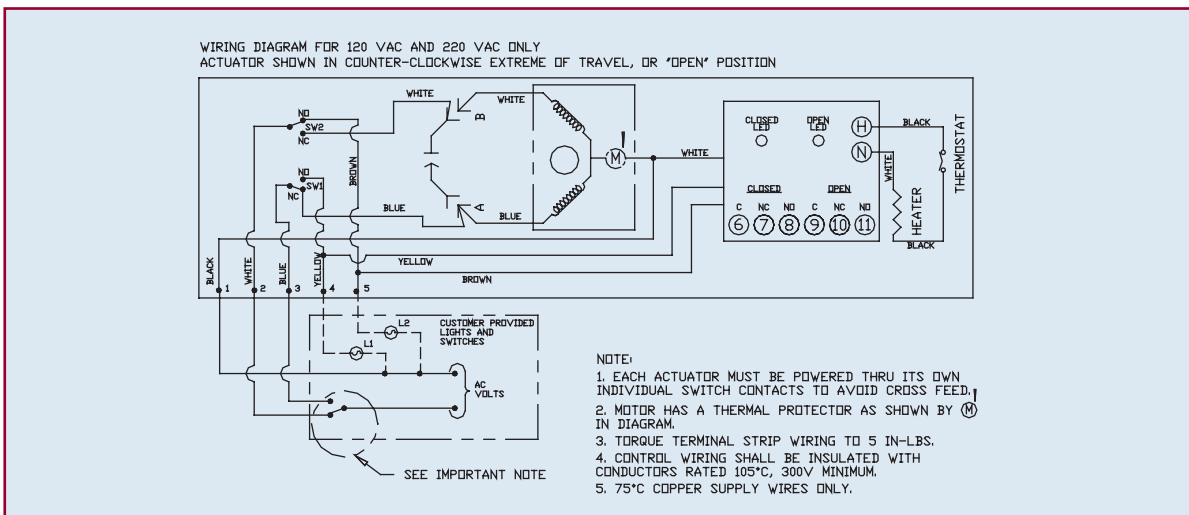 WIRING DIAGRAM FOR 120 VAC AND 220 VAC ONLY
ACTUATOR SHOWN IN COUNTER-CLOCKWISE EXTREME OF TRAVEL, OR "OPEN" POSITION
WHITE
WHITE
NO
SW2
NC
B
BROWN
NO
SW1
NC
BLUE
A
BLUE
M
!
WHITE
CLOSED LED
OPEN LED
H
N
BLACK
WHITE
THERMOSTAT
HEATER
BLACK
CLOSED
OPEN
C NC NO C NC NO
6 7 8 9 10 11
YELLOW
BROWN
BLACK
WHITE
BLUE
YELLOW
1 2 3 4 5
L2
L1
CUSTOMER PROVIDED
LIGHTS AND
SWITCHES
AC
VOLTS
SEE IMPORTANT NOTE
NOTE:
1. EACH ACTUATOR MUST BE POWERED THRU ITS OWN
INDIVIDUAL SWITCH CONTACTS TO AVOID CROSS FEED.
2. MOTOR HAS A THERMAL PROTECTOR AS SHOWN BY M !
IN DIAGRAM.
3. TORQUE TERMINAL STRIP WIRING TO 5 IN-LBS.
4. CONTROL WIRING SHALL BE INSULATED WITH
CONDUCTORS RATED 105°C, 300V MINIMUM.
5. 75°C COPPER SUPPLY WIRES ONLY.